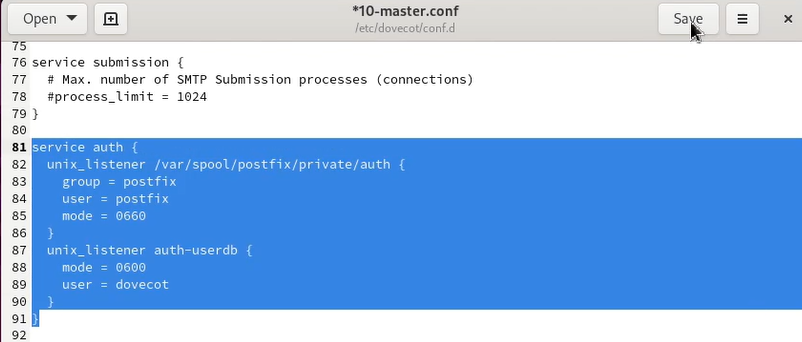 Open
*10-master.conf
/etc/dovecot/conf.d
Save
75
76 service submission {
77   # Max. number of SMTP Submission processes (connections)
78   #process_limit = 1024
79 }
80
81 service auth {
82   unix_listener /var/spool/postfix/private/auth {
83     group = postfix
84     user = postfix
85     mode = 0660
86   }
87   unix_listener auth-userdb {
88     mode = 0600
89     user = dovecot
90   }
91 }
92